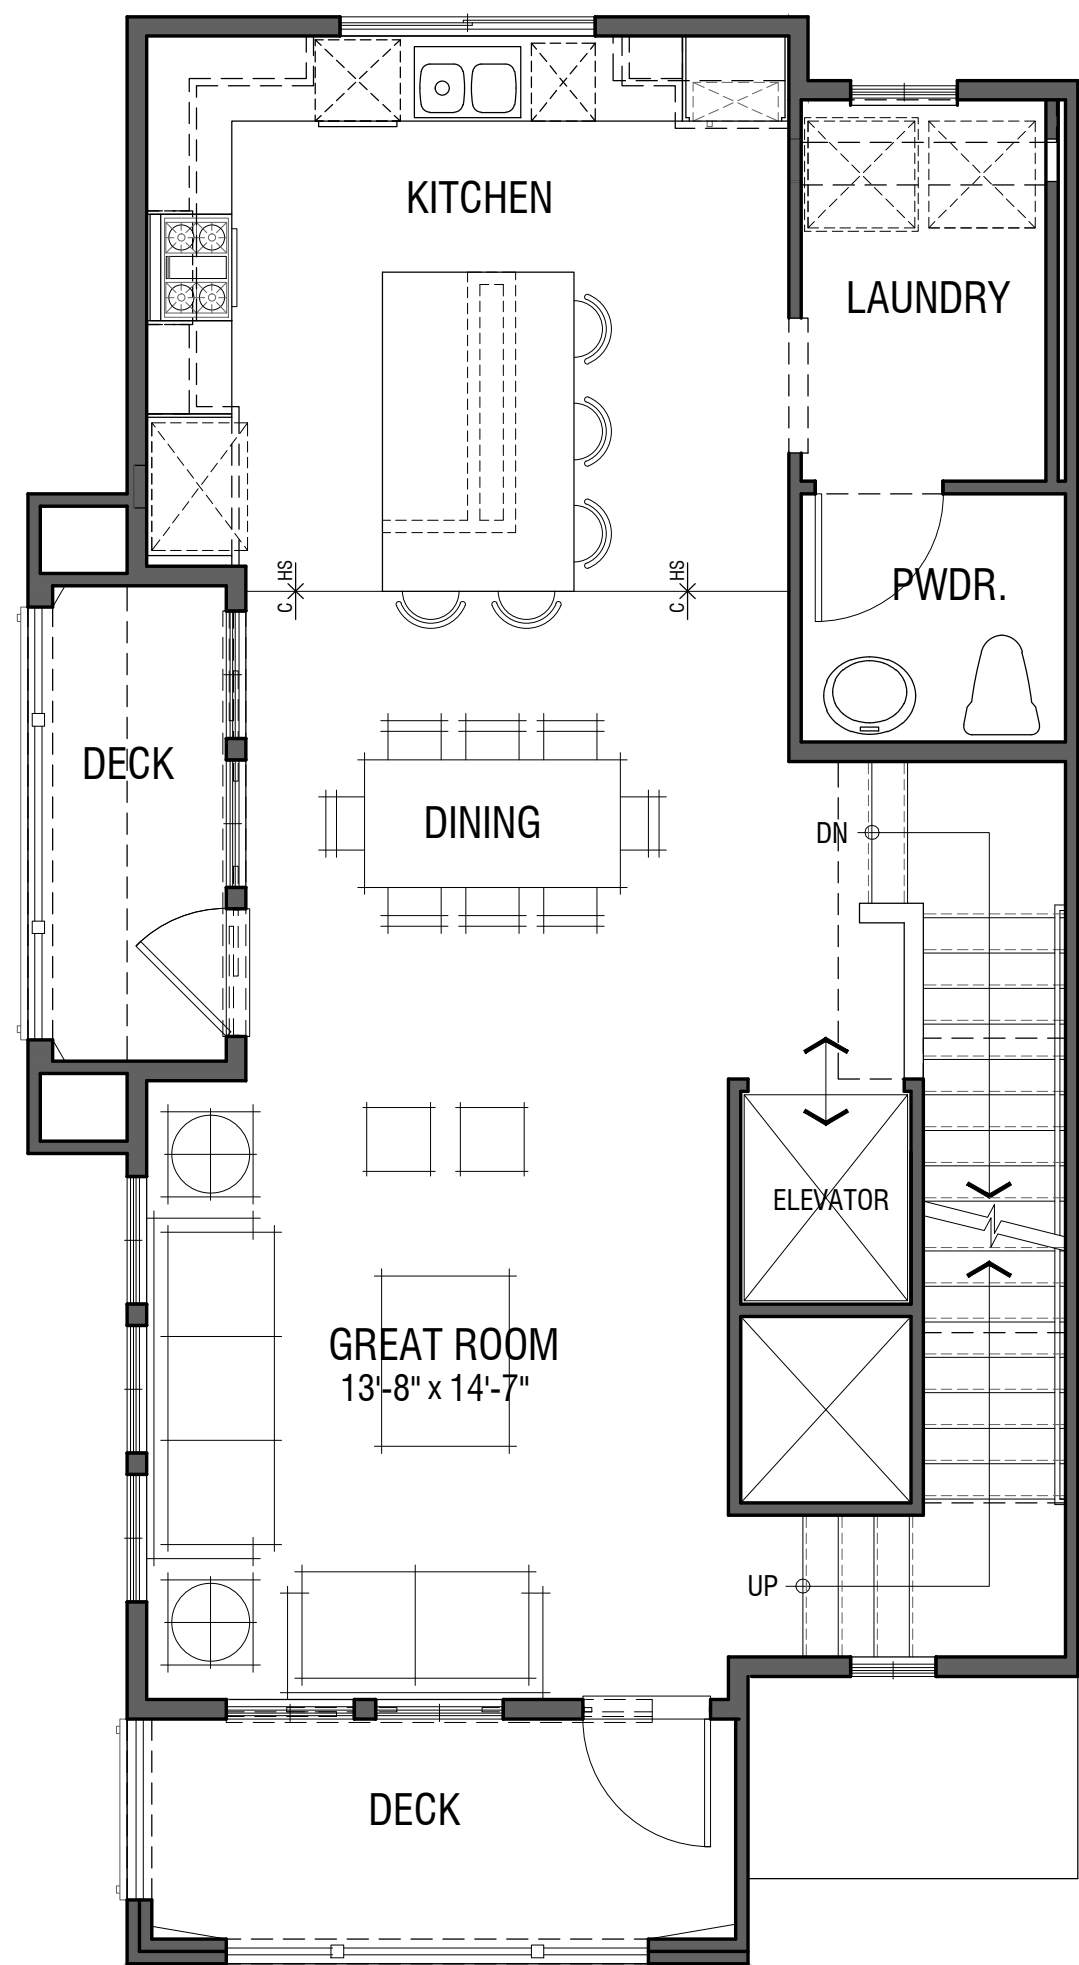 KITCHEN
LAUNDRY
C HS
C HS
PWDR.
DECK
DINING
DN
ELEVATOR
GREAT ROOM
13'-8" x 14'-7"
UP
DECK